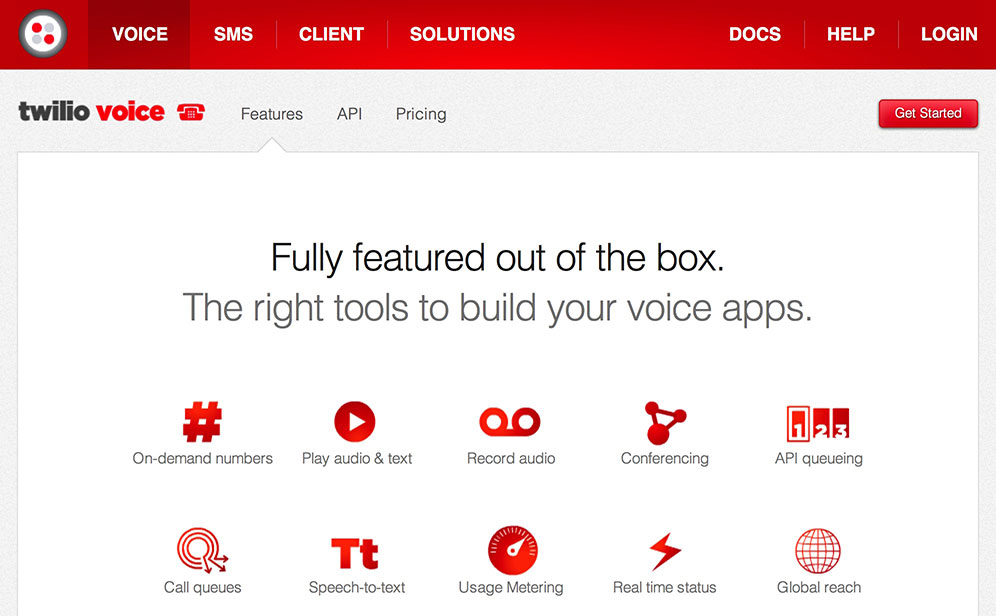 VOICE SMS CLIENT SOLUTIONS DOCS HELP LOGIN
twilio voice Features API Pricing Get Started
Fully featured out of the box.
The right tools to build your voice apps.
# 1 2 3
On-demand numbers Play audio & text Record audio Conferencing API queueing
Tt
Call queues Speech-to-text Usage Metering Real time status Global reach